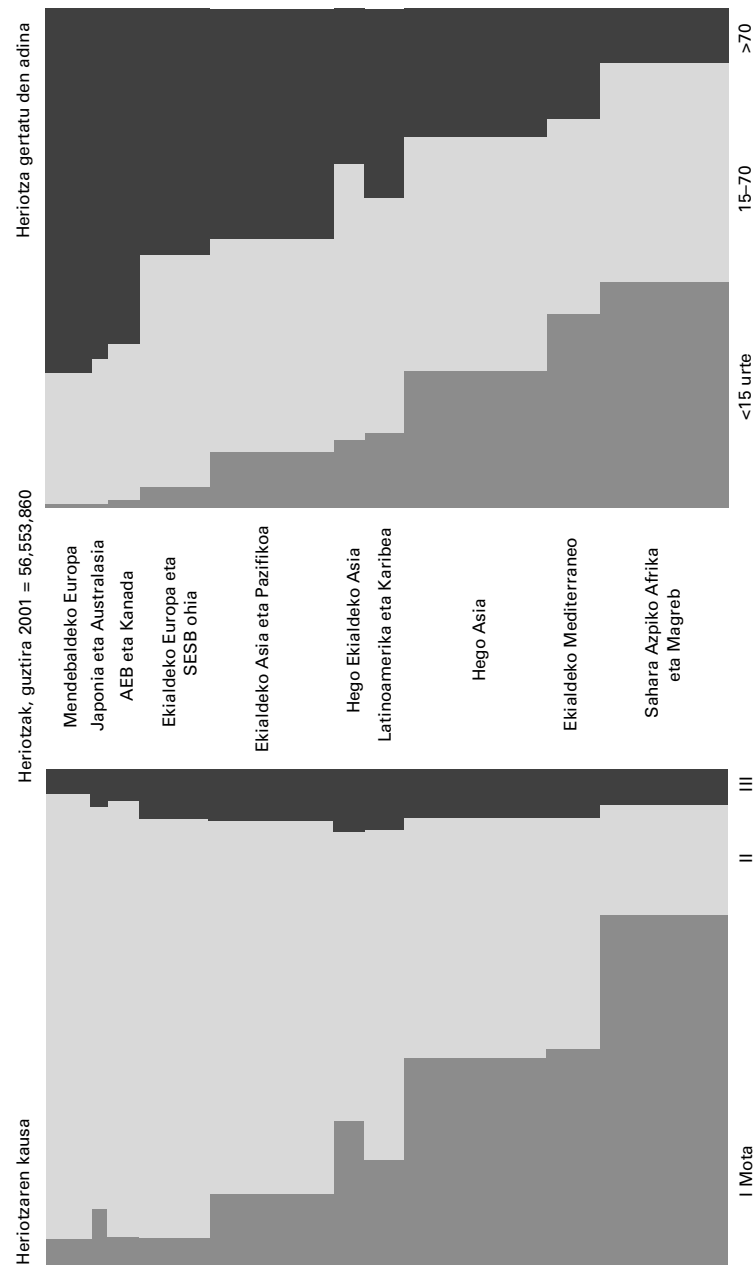 Heriotzaren kausa
Heriotzak, guztira 2001 = 56,553,860
Heriotza gertatu den adina
Mendebaldeko Europa
Japonia eta Australasia
AEB eta Kanada
Ekialdeko Europa eta
SESB ohia
Ekialdeko Asia eta Pazifikoa
Hego Ekialdeko Asia
Latinoamerika eta Karibea
Hego Asia
Ekialdeko Mediterraneo
Sahara Azpiko Afrika
eta Magreb
I Mota
II
III
<15 urte
15–70
>70